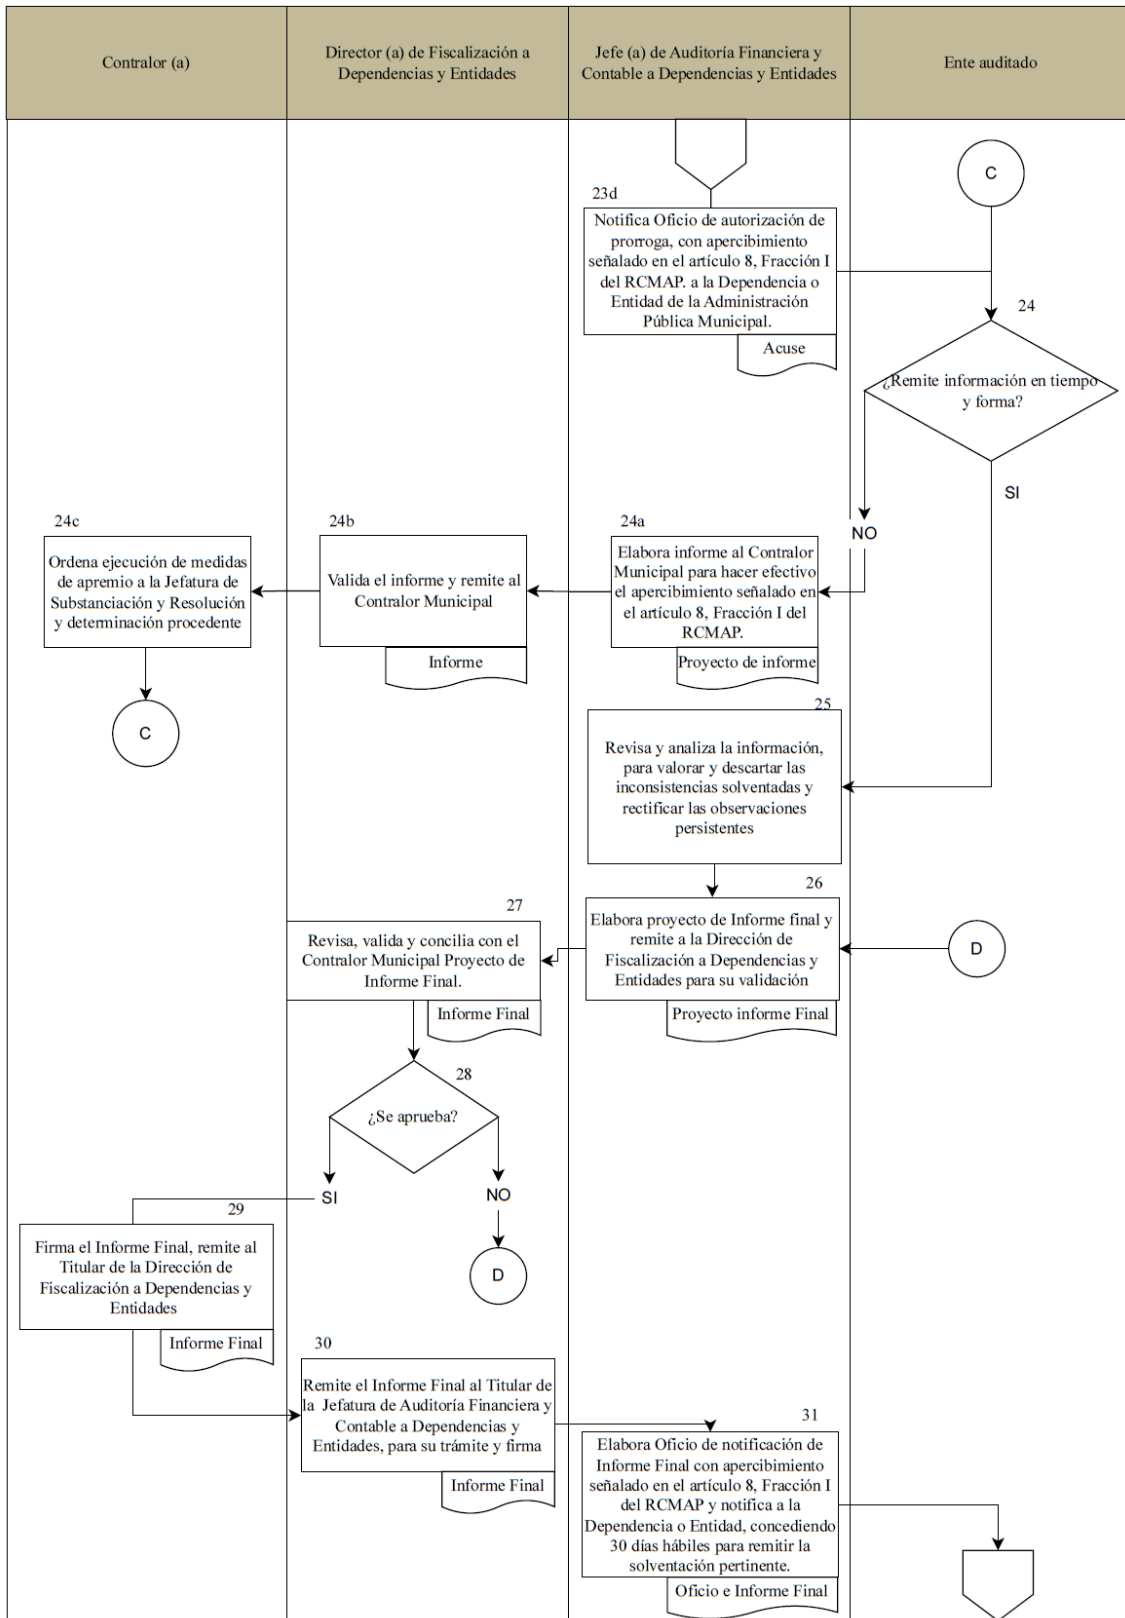 Contralor (a)
Director (a) de Fiscalización a
Dependencias y Entidades
Jefe (a) de Auditoría Financiera y
Contable a Dependencias y Entidades
Ente auditado
C
23d
Notifica Oficio de autorización de
prorroga, con apercibimiento
señalado en el artículo 8, Fracción I
del RCMAP. a la Dependencia o
Entidad de la Administración
Pública Municipal.
Acuse
24
¿Remite información en tiempo
y forma?
SI
NO
24a
Elabora informe al Contralor
Municipal para hacer efectivo
el apercibimiento señalado en
el artículo 8, Fracción I del
RCMAP.
Proyecto de informe
24b
Valida el informe y remite al
Contralor Municipal
Informe
24c
Ordena ejecución de medidas
de apremio a la Jefatura de
Substanciación y Resolución
y determinación procedente
C
25
Revisa y analiza la información,
para valorar y descartar las
inconsistencias solventadas y
rectificar las observaciones
persistentes
26
Elabora proyecto de Informe final y
remite a la Dirección de
Fiscalización a Dependencias y
Entidades para su validación
Proyecto informe Final
D
27
Revisa, valida y concilia con el
Contralor Municipal Proyecto de
Informe Final.
Informe Final
28
¿Se aprueba?
SI
NO
D
29
Firma el Informe Final, remite al
Titular de la Dirección de
Fiscalización a Dependencias y
Entidades
Informe Final
30
Remite el Informe Final al Titular de
la Jefatura de Auditoría Financiera y
Contable a Dependencias y
Entidades, para su trámite y firma
Informe Final
31
Elabora Oficio de notificación de
Informe Final con apercibimiento
señalado en el artículo 8, Fracción I
del RCMAP y notifica a la
Dependencia o Entidad, concediendo
30 días hábiles para remitir la
solventación pertinente.
Oficio e Informe Final